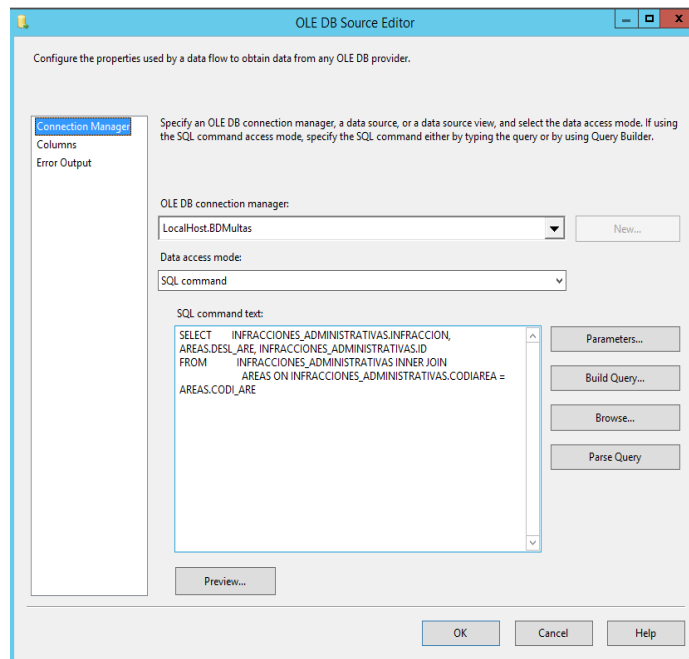 OLE DB Source Editor
Configure the properties used by a data flow to obtain data from any OLE DB provider.
Connection Manager
Columns
Error Output
Specify an OLE DB connection manager, a data source, or a data source view, and select the data access mode. If using
the SQL command access mode, specify the SQL command either by typing the query or by using Query Builder.
OLE DB connection manager:
LocalHost.BDMultas
New...
Data access mode:
SQL command
SQL command text:
SELECT INFRACCIONES_ADMINISTRATIVAS.INFRACCION,
AREAS.DESL_ARE, INFRACCIONES_ADMINISTRATIVAS.ID
FROM INFRACCIONES_ADMINISTRATIVAS INNER JOIN
AREAS ON INFRACCIONES_ADMINISTRATIVAS.CODIAREA =
AREAS.CODI_ARE
Parameters...
Build Query...
Browse...
Parse Query
Preview...
OK
Cancel
Help